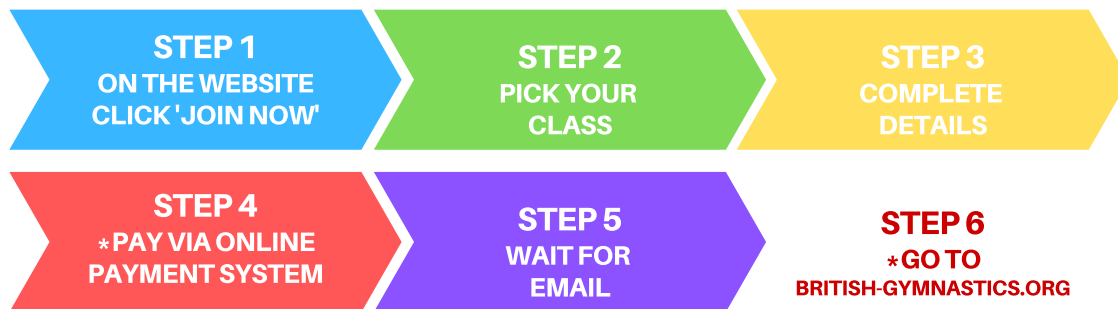 STEP 1
ON THE WEBSITE
CLICK 'JOIN NOW'
STEP 2
PICK YOUR
CLASS
STEP 3
COMPLETE
DETAILS
STEP 4
*PAY VIA ONLINE
PAYMENT SYSTEM
STEP 5
WAIT FOR
EMAIL
STEP 6
*GO TO
BRITISH-GYMNASTICS.ORG